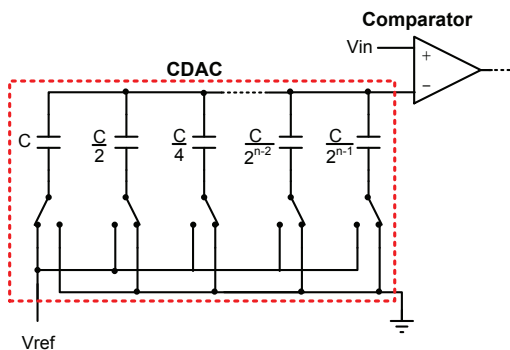 Comparator
Vin
+
−
CDAC
C
C/2
C/4
C/2^{n-2}
C/2^{n-1}
Vref